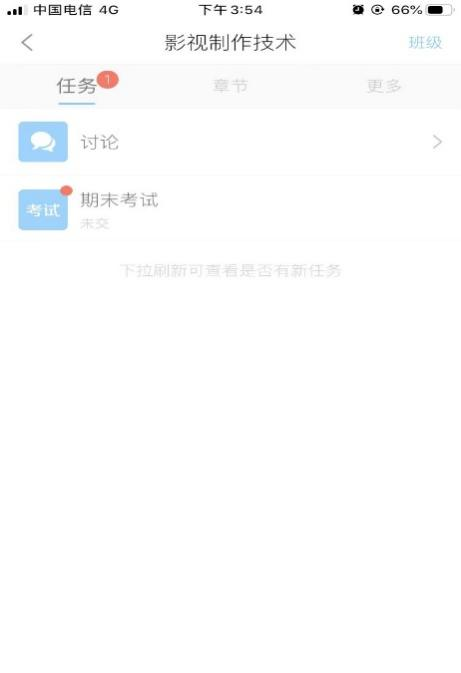 中国电信 4G 下午3:54 66%
影视制作技术 班级
任务 1 章节 更多
讨论
考试 期末考试
未交
下拉刷新可查看是否有新任务